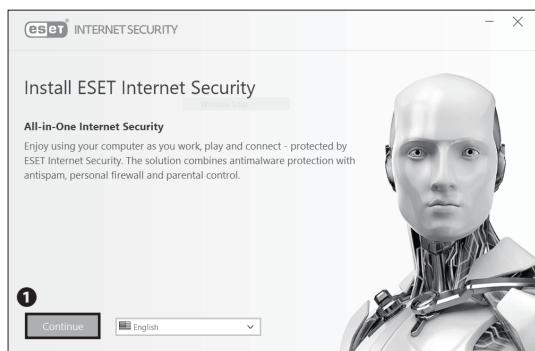 eset INTERNET SECURITY
Install ESET Internet Security
All-in-One Internet Security
Enjoy using your computer as you work, play and connect - protected by
ESET Internet Security. The solution combines antimalware protection with
antispam, personal firewall and parental control.
1
Continue
English